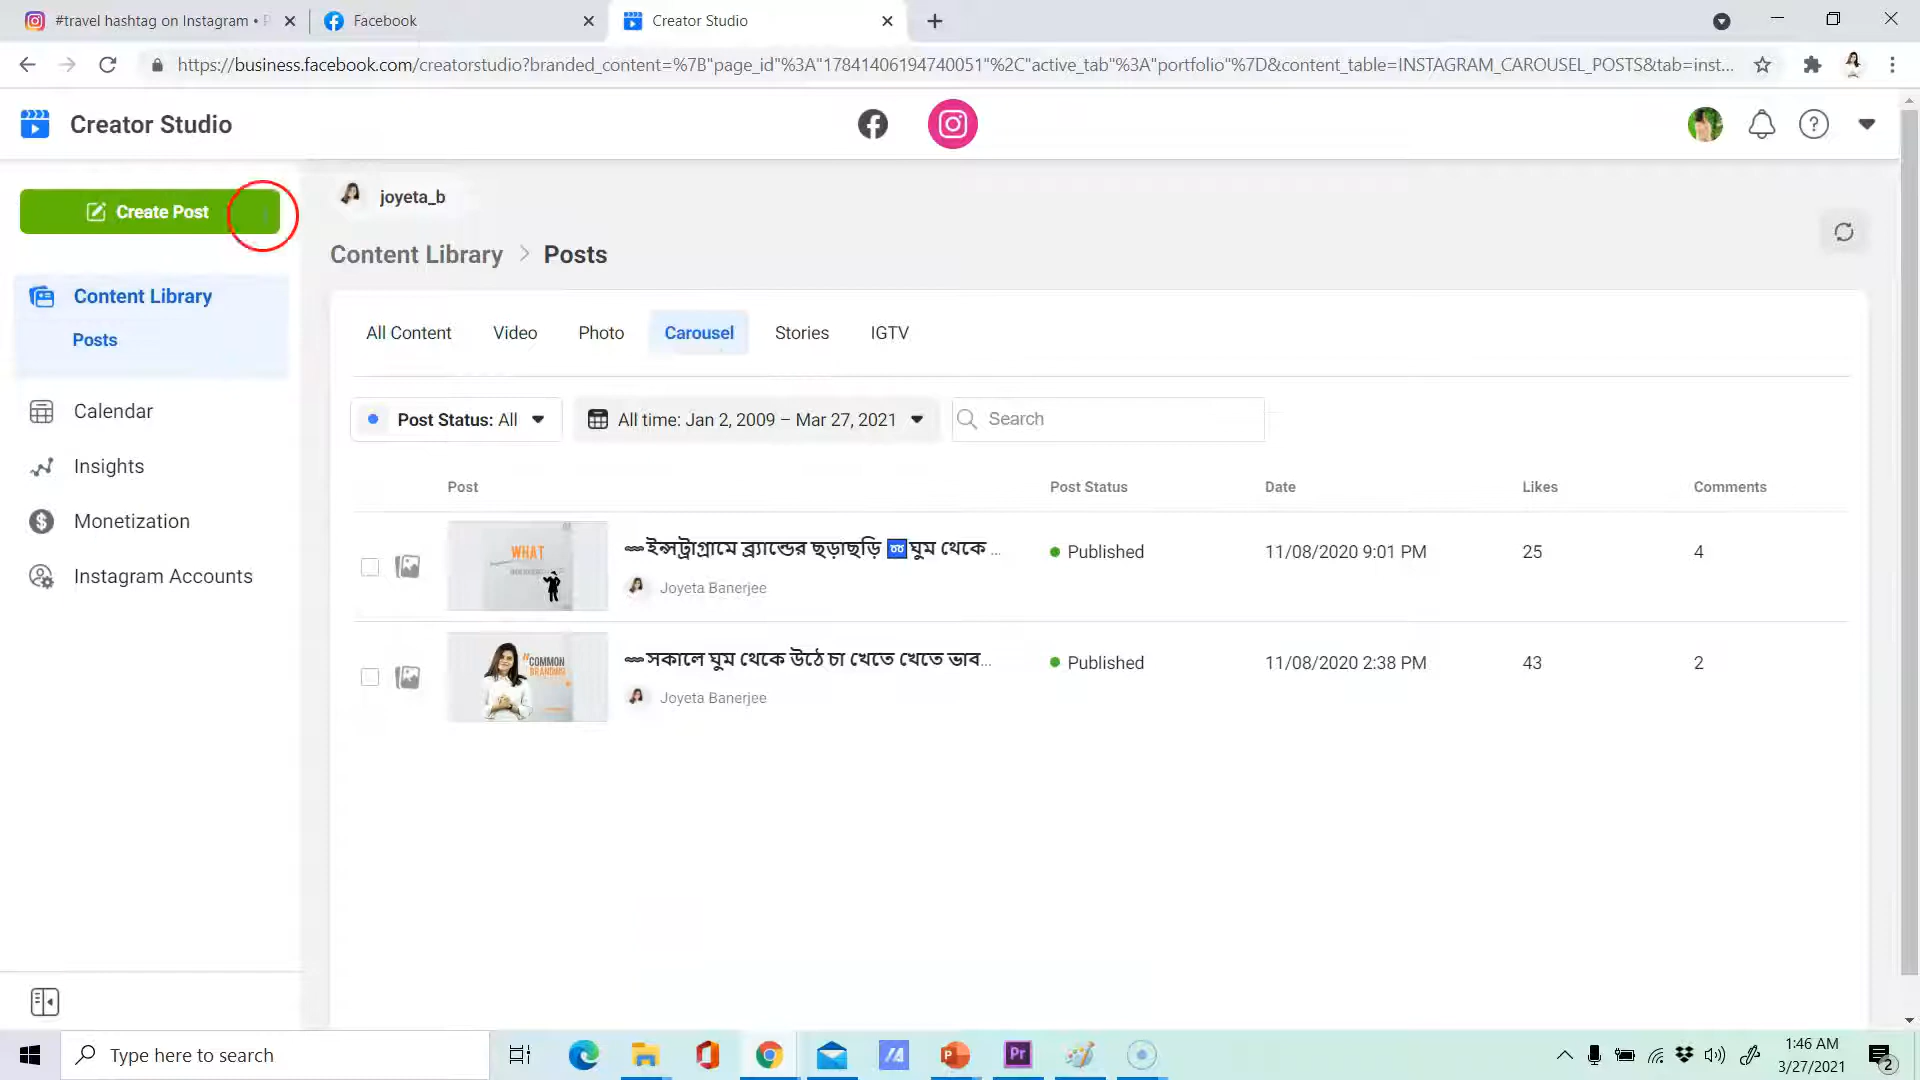 #travel hashtag on Instagram •
Facebook
Creator Studio
https://business.facebook.com/creatorstudio?branded_content=%7B"page_id"%3A"17841406194740051"%2C"active_tab"%3A"portfolio"%7D&content_table=INSTAGRAM_CAROUSEL_POSTS&tab=inst...
Creator Studio
Create Post
joyeta_b
Content Library > Posts
Content Library
Posts
Calendar
Insights
Monetization
Instagram Accounts
All Content Video Photo Carousel Stories IGTV
Post Status: All
All time: Jan 2, 2009 – Mar 27, 2021
Search
Post Post Status Date Likes Comments
WHAT
ইন্সট্রাগ্রামে ব্র্যান্ডের ছড়াছড়ি ➿ঘুম থেকে ...
Joyeta Banerjee
Published 11/08/2020 9:01 PM 25 4
"COMMON
BRANDING
সকালে ঘুম থেকে উঠে চা খেতে খেতে ভাব...
Joyeta Banerjee
Published 11/08/2020 2:38 PM 43 2
Type here to search
Pr
1:46 AM
3/27/2021
2